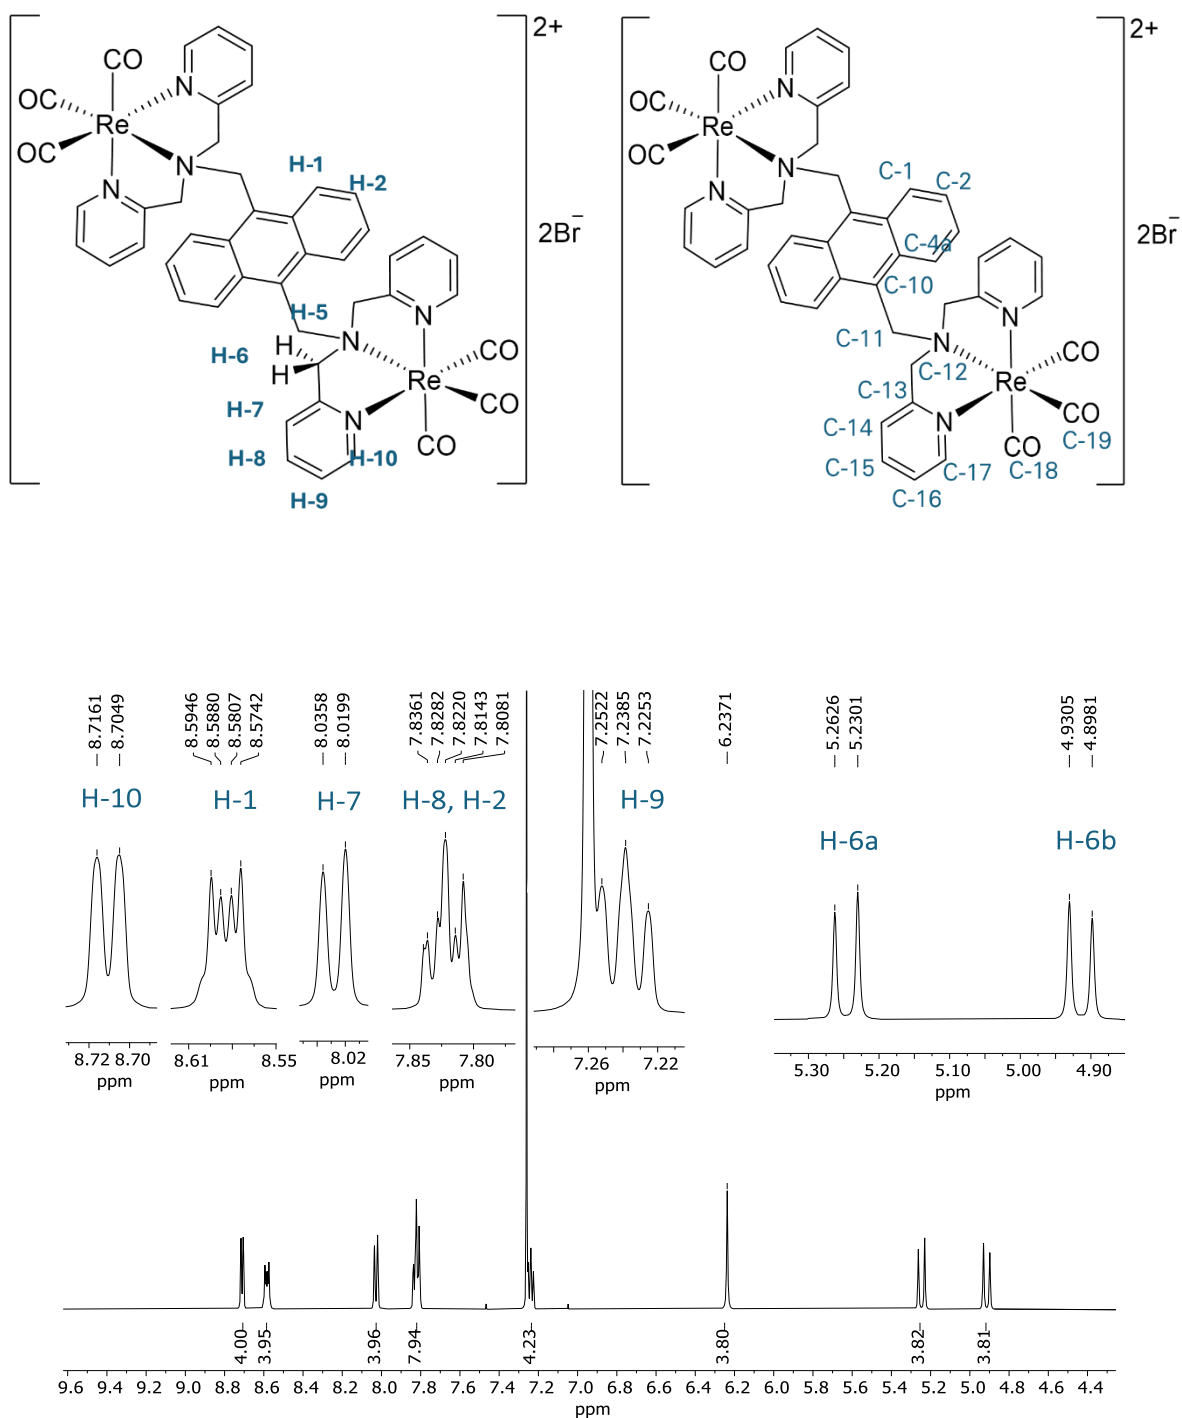 2+
CO
OC
OC
Re
N
N
N
H-1
H-2
2Br−
H-5
N
N
H
H
H-6
Re
CO
CO
CO
H-7
N
H-8
H-10
H-9
2+
CO
OC
OC
Re
N
N
N
C-1
C-2
C-4a
2Br−
C-10
C-11
N
N
C-12
Re
CO
CO
CO
C-13
C-14
N
C-19
C-15
C-17
C-18
C-16
8.7161
8.7049
8.5946
8.5880
8.5807
8.5742
8.0358
8.0199
7.8361
7.8282
7.8220
7.8143
7.8081
7.2522
7.2385
7.2253
6.2371
5.2626
5.2301
4.9305
4.8981
H-10
H-1
H-7
H-8, H-2
H-9
H-6a
H-6b
8.72 8.70
ppm
8.61 8.55
ppm
8.02
ppm
7.85 7.80
ppm
7.26 7.22
ppm
5.30 5.20 5.10 5.00 4.90
ppm
4.00
3.95
3.96
7.94
4.23
3.80
3.82
3.81
9.6 9.4 9.2 9.0 8.8 8.6 8.4 8.2 8.0 7.8 7.6 7.4 7.2 7.0 6.8 6.6 6.4 6.2 6.0 5.8 5.6 5.4 5.2 5.0 4.8 4.6 4.4
ppm